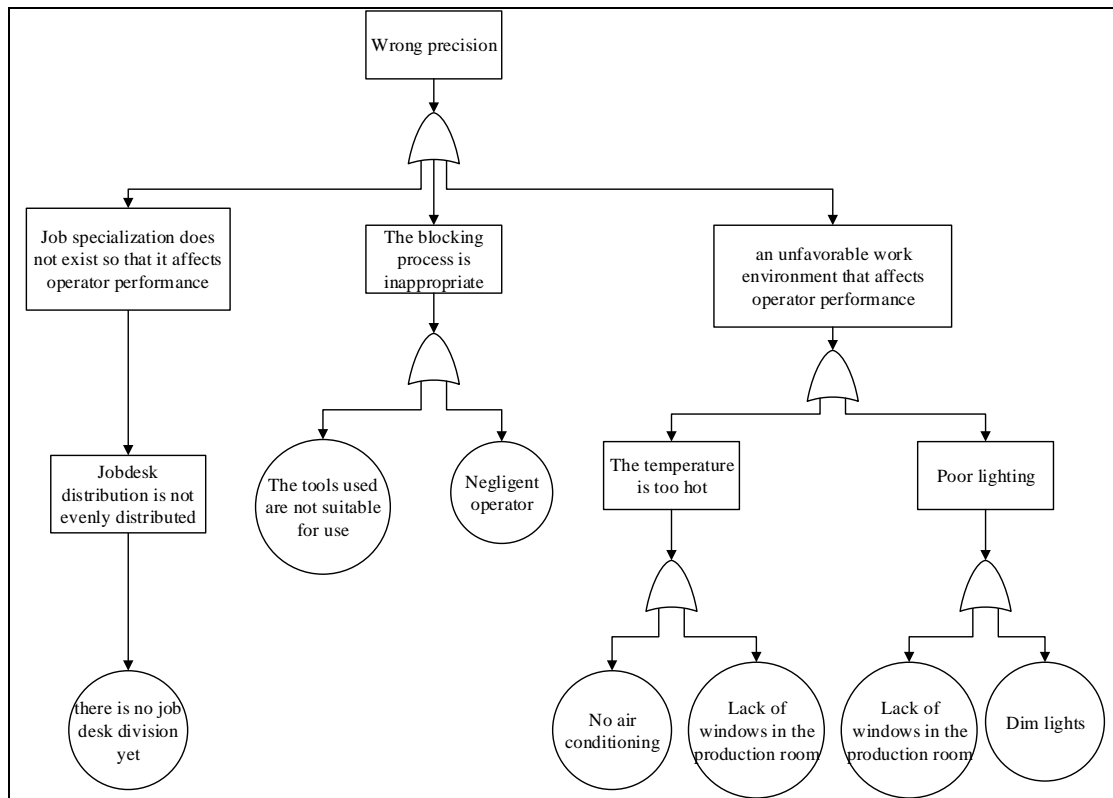 Wrong precision
Job specialization does
not exist so that it affects
operator performance
The blocking
process is
inappropriate
an unfavorable work
environment that affects
operator performance
Jobdesk
distribution is not
evenly distributed
The tools used
are not suitable
for use
Negligent
operator
The temperature
is too hot
Poor lighting
there is no job
desk division
yet
No air
conditioning
Lack of
windows in the
production room
Lack of
windows in the
production room
Dim lights